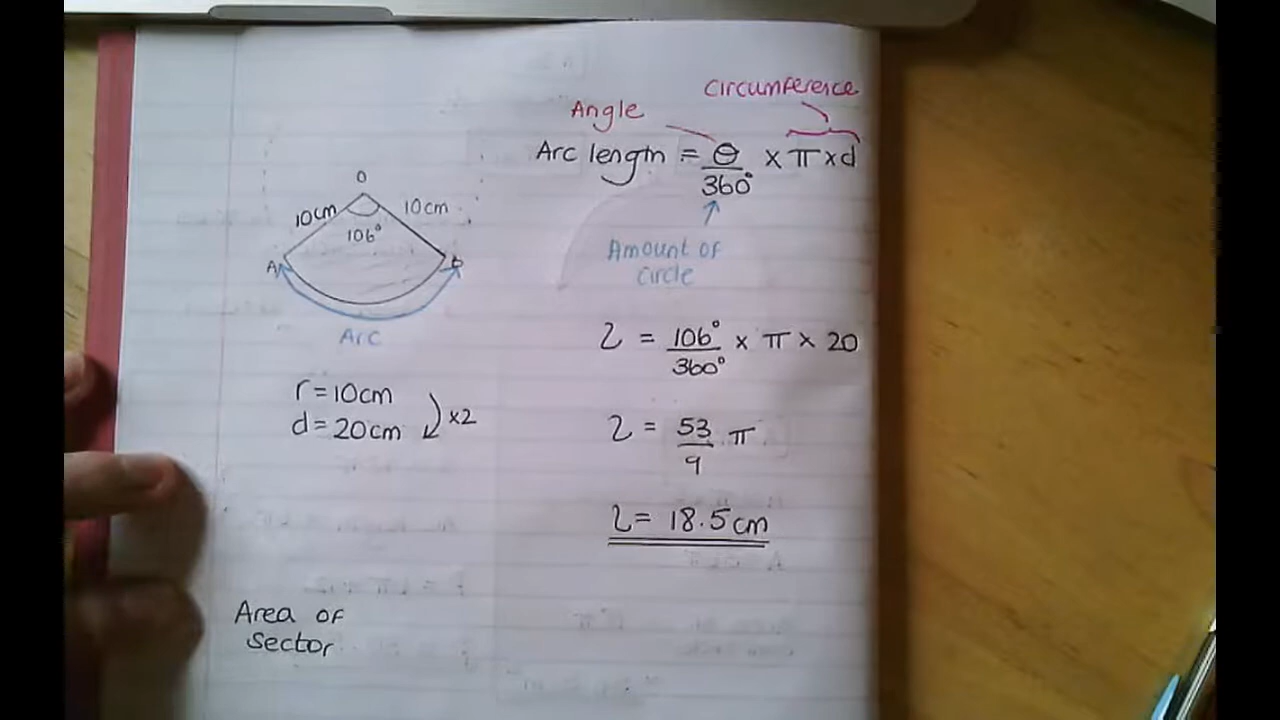 Circumference
Angle
Arc length = θ/360° × π × d
Amount of
circle
O
10cm
10cm
106°
A
Arc
l = 106°/360° × π × 20
r = 10cm
d = 20cm
×2
l = 53/9 π
l = 18.5cm
Area of
sector